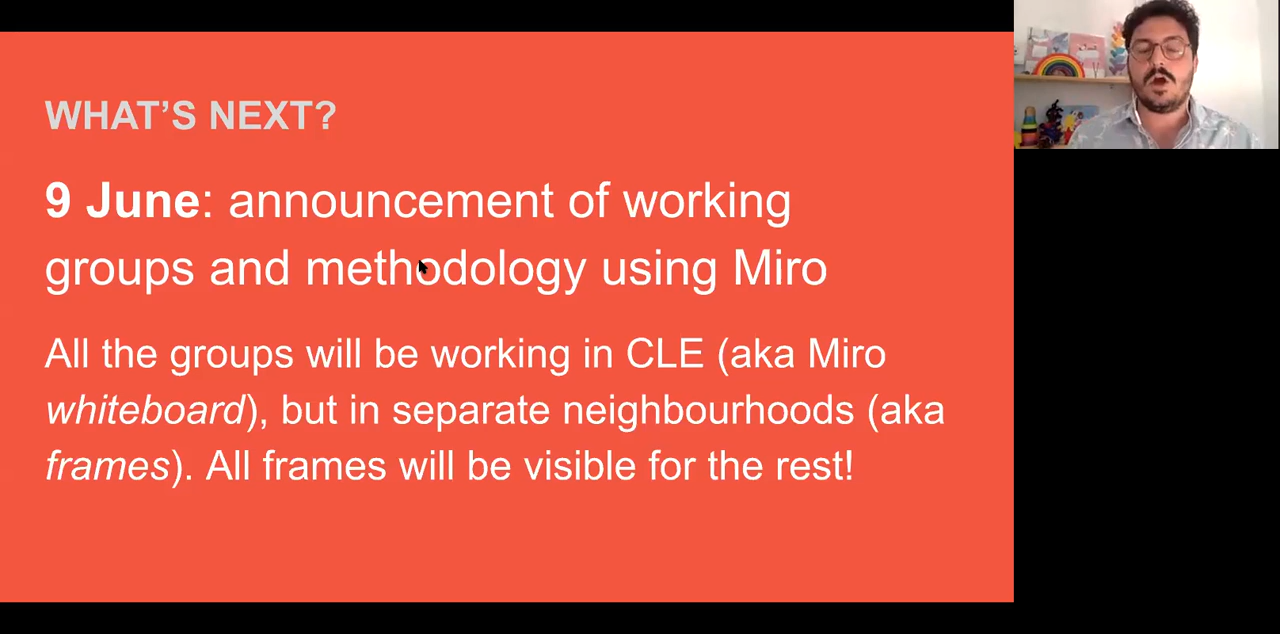 WHAT’S NEXT?
9 June: announcement of working
groups and methodology using Miro
All the groups will be working in CLE (aka Miro
whiteboard), but in separate neighbourhoods (aka
frames). All frames will be visible for the rest!